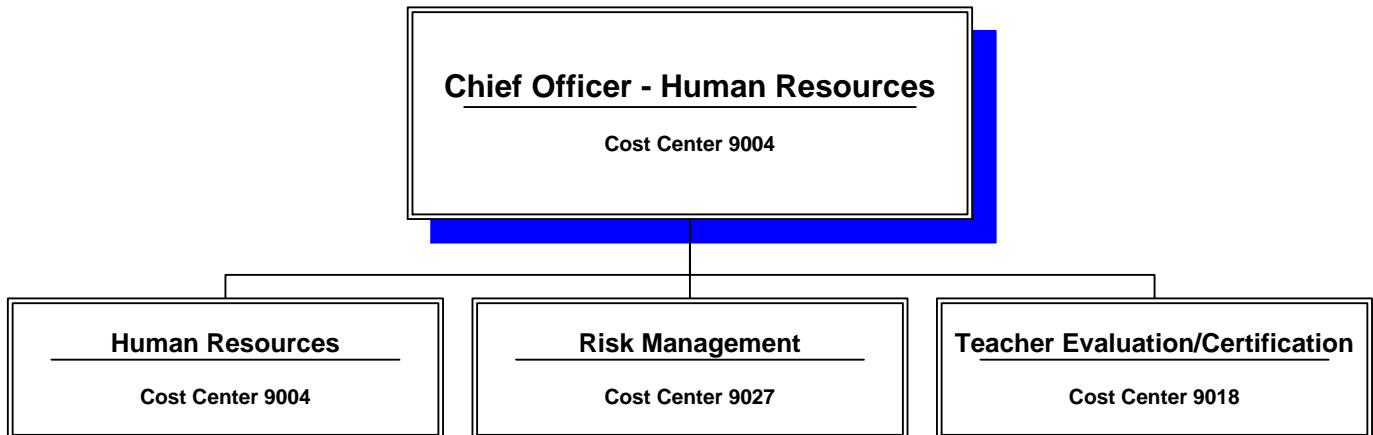 Chief Officer - Human Resources
Cost Center 9004
Human Resources
Cost Center 9004
Risk Management
Cost Center 9027
Teacher Evaluation/Certification
Cost Center 9018